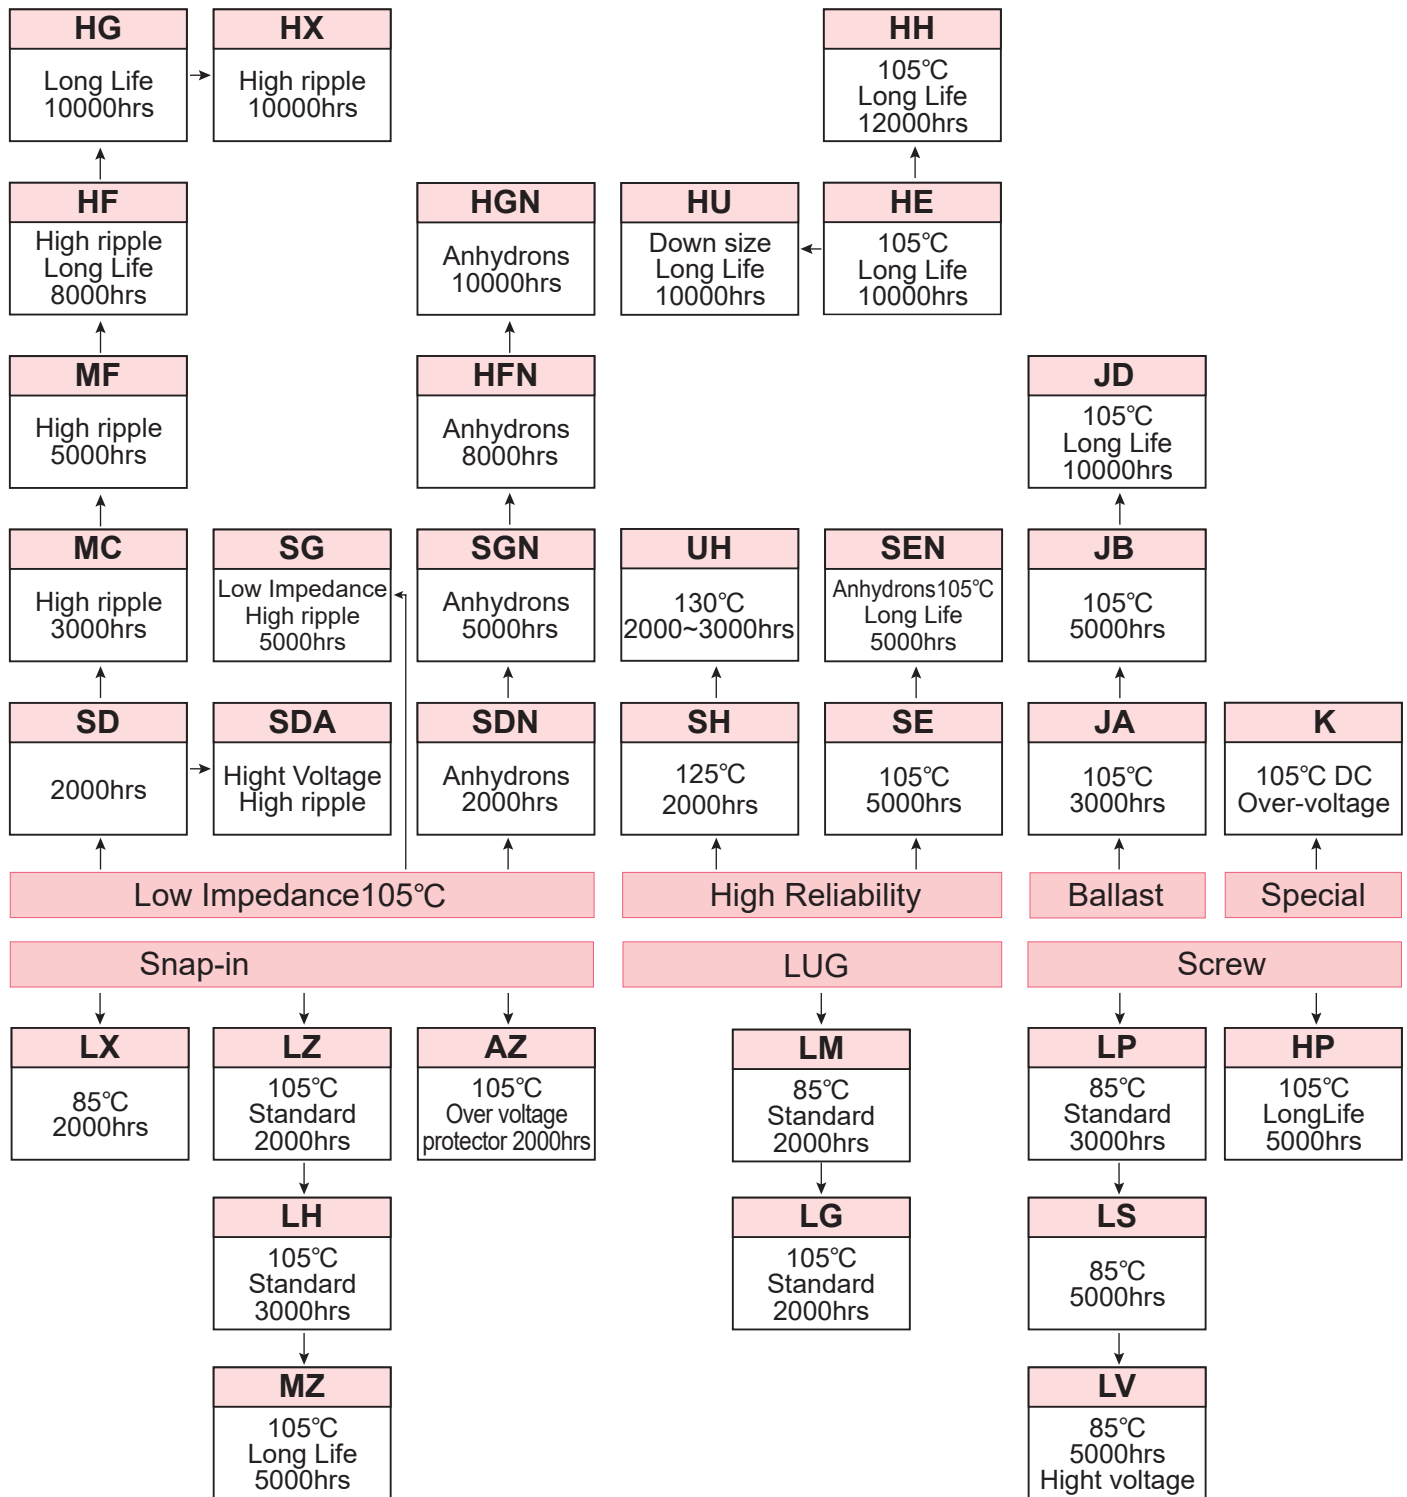 HG
Long Life
10000hrs
HX
High ripple
10000hrs
HH
105℃
Long Life
12000hrs
HF
High ripple
Long Life
8000hrs
HGN
Anhydrons
10000hrs
HU
Down size
Long Life
10000hrs
HE
105℃
Long Life
10000hrs
MF
High ripple
5000hrs
HFN
Anhydrons
8000hrs
JD
105℃
Long Life
10000hrs
MC
High ripple
3000hrs
SG
Low Impedance
High ripple
5000hrs
SGN
Anhydrons
5000hrs
UH
130℃
2000~3000hrs
SEN
Anhydrons105℃
Long Life
5000hrs
JB
105℃
5000hrs
SD
2000hrs
SDA
Hight Voltage
High ripple
SDN
Anhydrons
2000hrs
SH
125℃
2000hrs
SE
105℃
5000hrs
JA
105℃
3000hrs
K
105℃ DC
Over-voltage
Low Impedance105℃
High Reliability
Ballast
Special
Snap-in
LUG
Screw
LX
85℃
2000hrs
LZ
105℃
Standard
2000hrs
AZ
105℃
Over voltage
protector 2000hrs
LM
85℃
Standard
2000hrs
LP
85℃
Standard
3000hrs
HP
105℃
LongLife
5000hrs
LH
105℃
Standard
3000hrs
LG
105℃
Standard
2000hrs
LS
85℃
5000hrs
MZ
105℃
Long Life
5000hrs
LV
85℃
5000hrs
Hight voltage